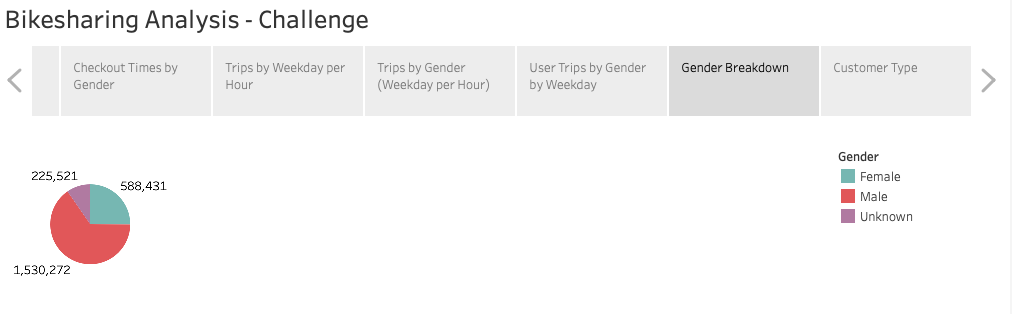 Bikesharing Analysis - Challenge
Checkout Times by
Gender
Trips by Weekday per
Hour
Trips by Gender
(Weekday per Hour)
User Trips by Gender
by Weekday
Gender Breakdown
Customer Type
Gender
Female
Male
Unknown
225,521
588,431
1,530,272